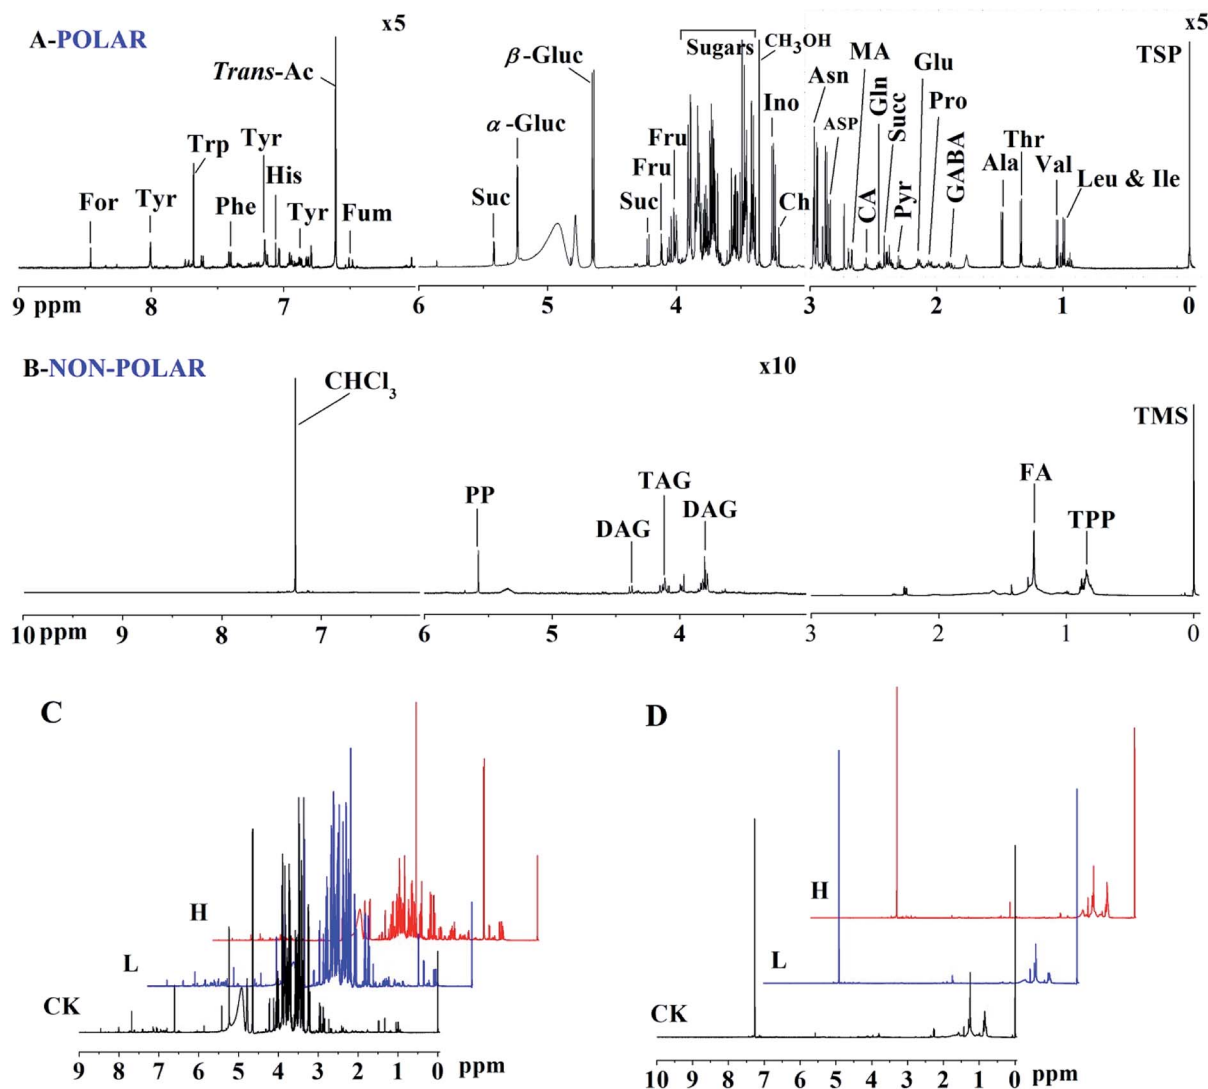 A-POLAR
x5
x5
Trans-Ac
Trp
Tyr
His
For
Tyr
Phe
Tyr
Fum
β-Gluc
α-Gluc
Sugars
CH3OH
Suc
Suc
Fru
Fru
Ino
Ch
Asn
ASP
MA
CA
Gln
Succ
Pyr
Glu
Pro
GABA
Ala
Thr
Val
Leu & Ile
TSP
9 ppm 8 7 6 5 4 3 2 1 0
B-NON-POLAR
x10
CHCl3
PP
DAG
TAG
DAG
FA
TPP
TMS
10 ppm 9 8 7 6 5 4 3 2 1 0
C
H
L
CK
9 8 7 6 5 4 3 2 1 0 ppm
D
H
L
CK
10 9 8 7 6 5 4 3 2 1 0 ppm